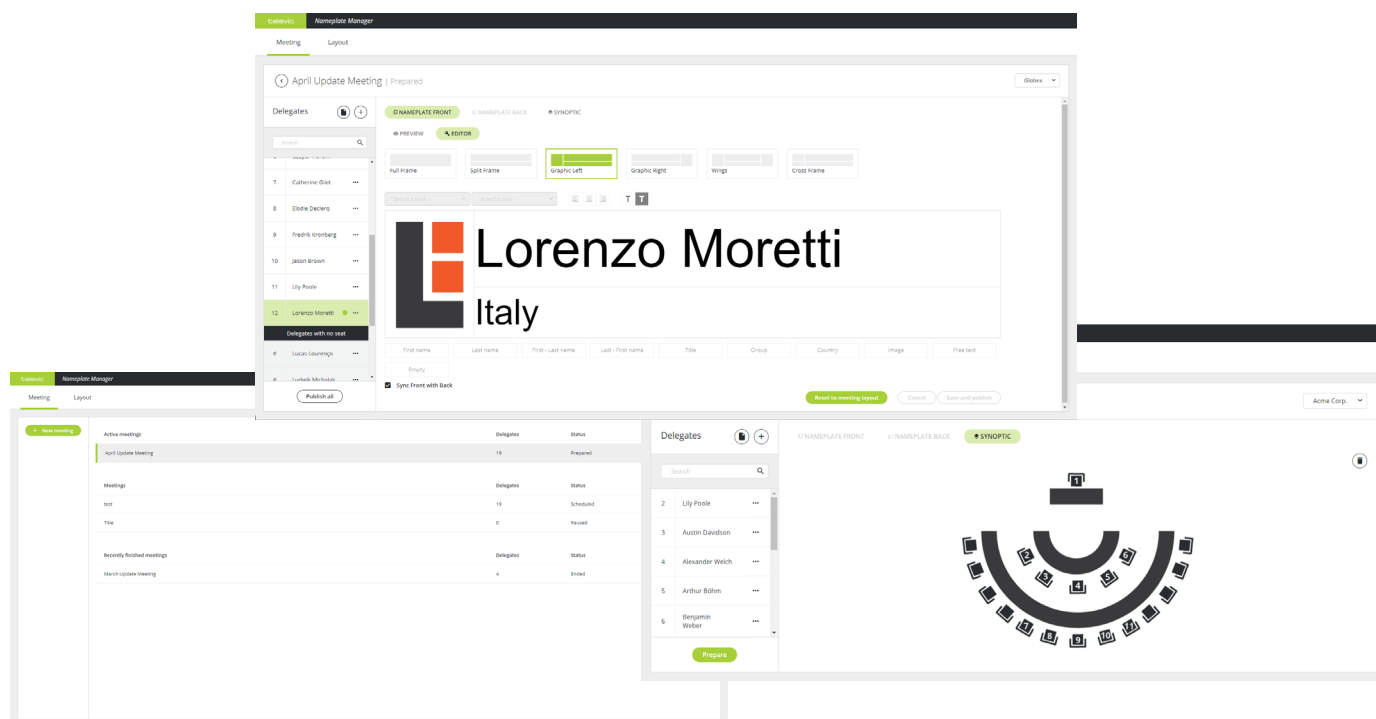 televic Nameplate Manager
Meeting Layout
April Update Meeting | Prepared
Globex
Delegates
NAMEPLATE FRONT NAMEPLATE BACK SYNOPTIC
PREVIEW EDITOR
Search
Full Frame Split Frame Graphic Left Graphic Right Wings Cross Frame
7 Catherine Gilet
8 Elodie Declerq
9 Fredrik Kronberg
10 Jason Brown
11 Lily Poole
12 Lorenzo Moretti
Delegates with no seat
# Lucas Lourenço
# Ludwik Michalak
Publish all
Select a font Select a size
T T
Lorenzo Moretti
Italy
First name Last name First - Last name Last - First name Title Group Country Image Free text
Empty
Sync Front with Back
Reset to meeting layout Cancel Save and publish
televic Nameplate Manager
Meeting Layout
+ New meeting
Active meetings Delegates Status
April Update Meeting 19 Prepared
Meetings Delegates Status
test 19 Scheduled
Title 0 Paused
Recently finished meetings Delegates Status
March Update Meeting 4 Ended
Acme Corp.
Delegates
NAMEPLATE FRONT NAMEPLATE BACK SYNOPTIC
Search
2 Lily Poole
3 Austin Davidson
4 Alexander Welch
5 Arthur Böhm
6 Benjamin
Weber
Prepare
1
2 6
3 5
4
7 11
8 10
9